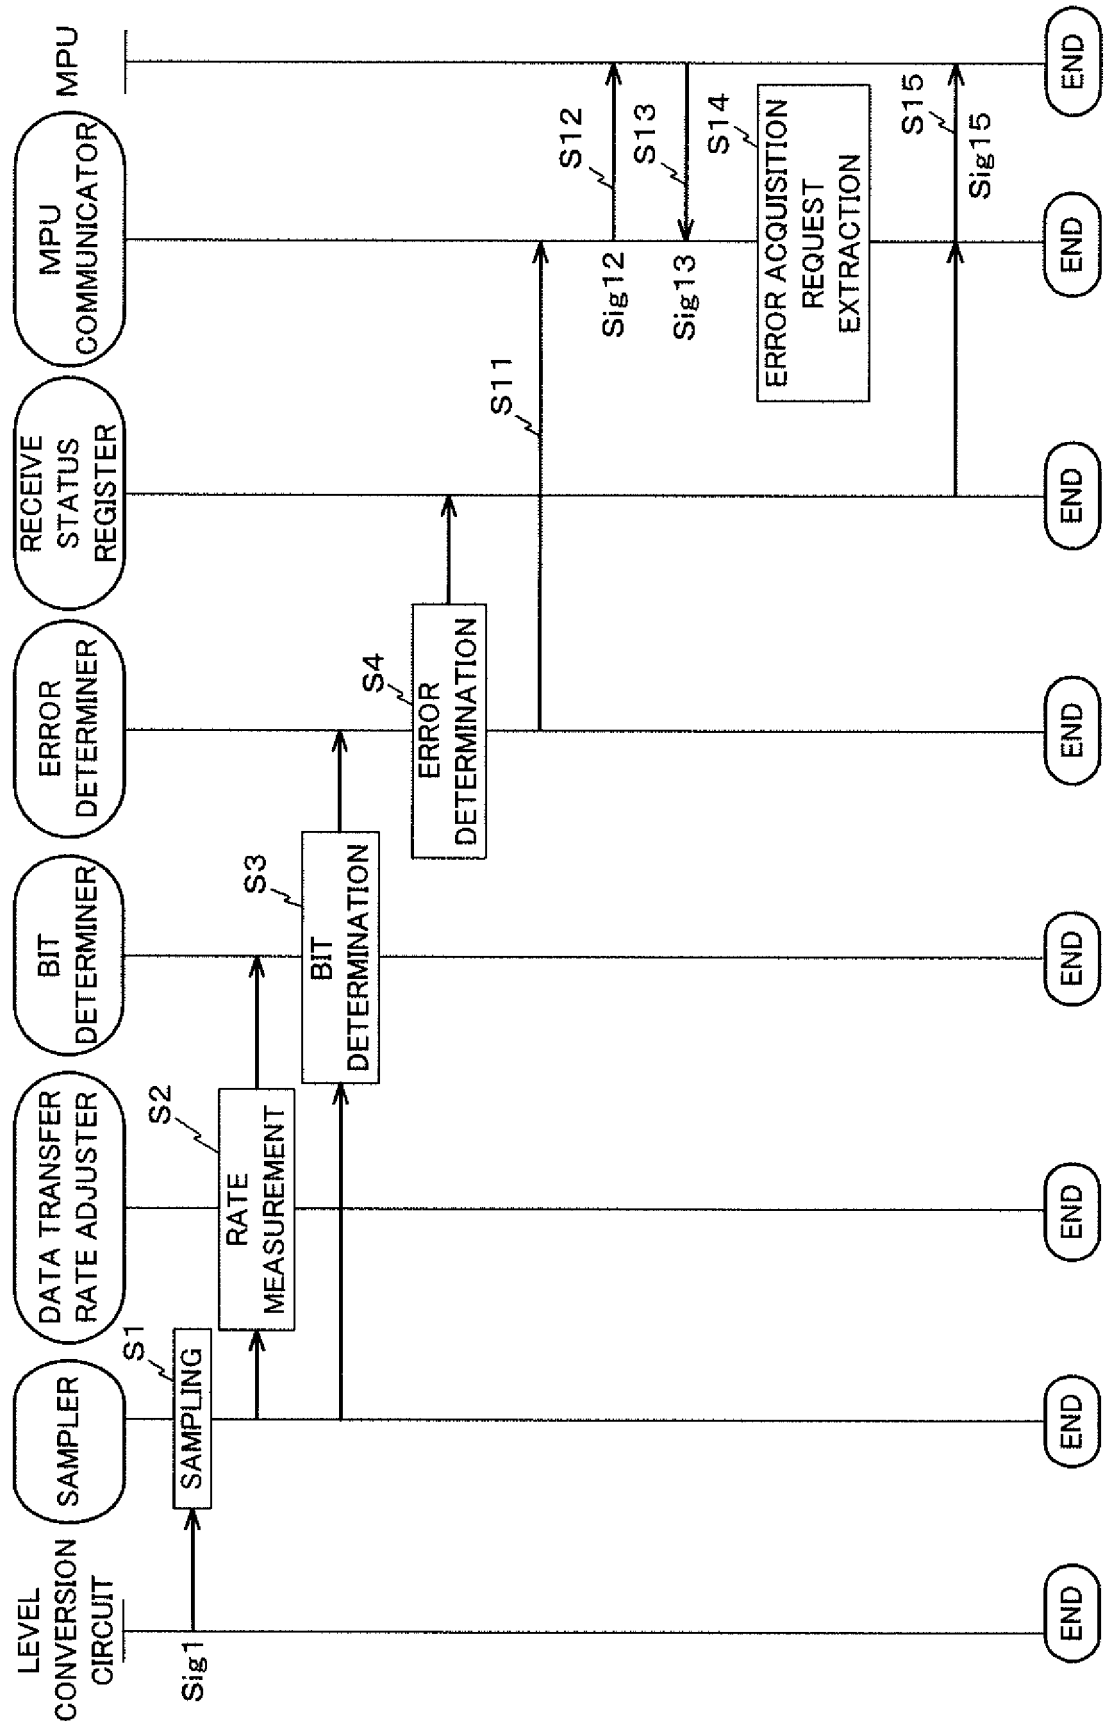 LEVEL
CONVERSION
CIRCUIT
SAMPLER
DATA TRANSFER
RATE ADJUSTER
BIT
DETERMINER
ERROR
DETERMINER
RECEIVE
STATUS
REGISTER
MPU
COMMUNICATOR
MPU
Sig1
S1
SAMPLING
S2
RATE
MEASUREMENT
S3
BIT
DETERMINATION
S4
ERROR
DETERMINATION
S11
Sig12
S12
Sig13
S13
S14
ERROR ACQUISITION
REQUEST
EXTRACTION
S15
Sig15
END
END
END
END
END
END
END
END